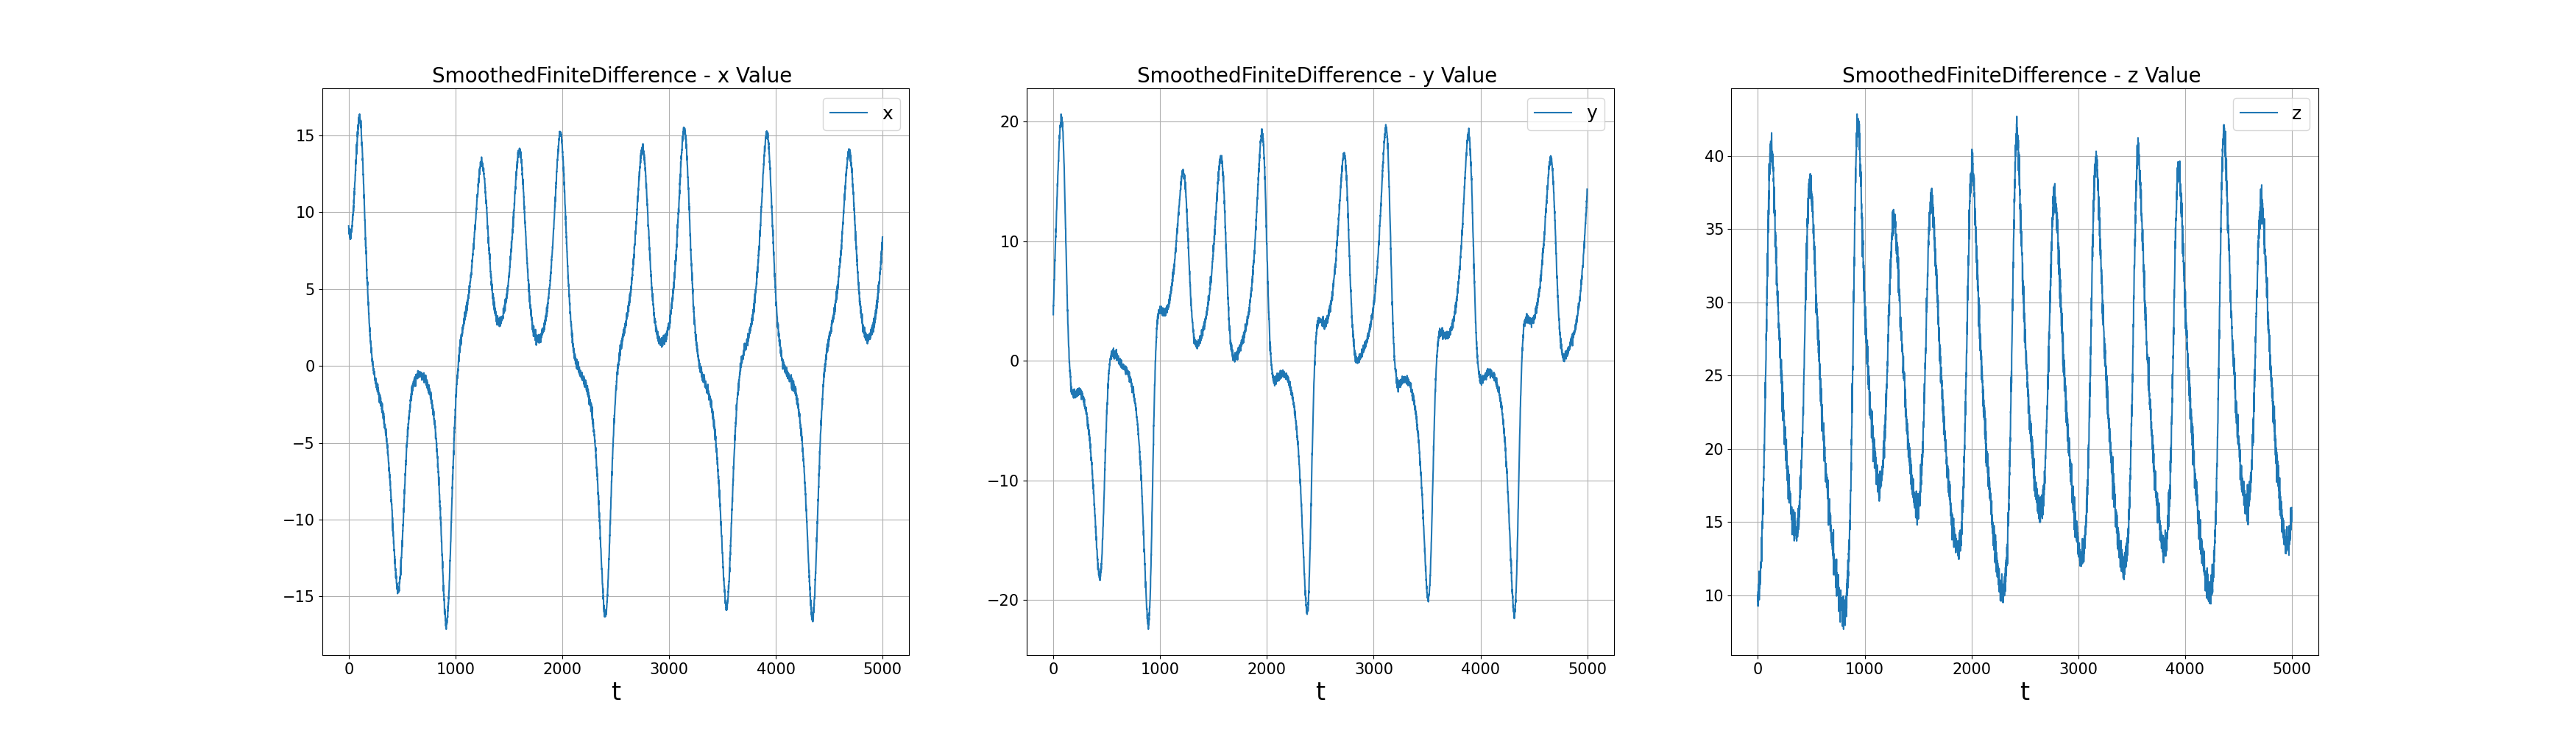 SmoothedFiniteDifference - x Value
x
15
10
5
0
−5
−10
−15
0 1000 2000 3000 4000 5000
t
SmoothedFiniteDifference - y Value
y
20
10
0
−10
−20
0 1000 2000 3000 4000 5000
t
SmoothedFiniteDifference - z Value
z
40
35
30
25
20
15
10
0 1000 2000 3000 4000 5000
t